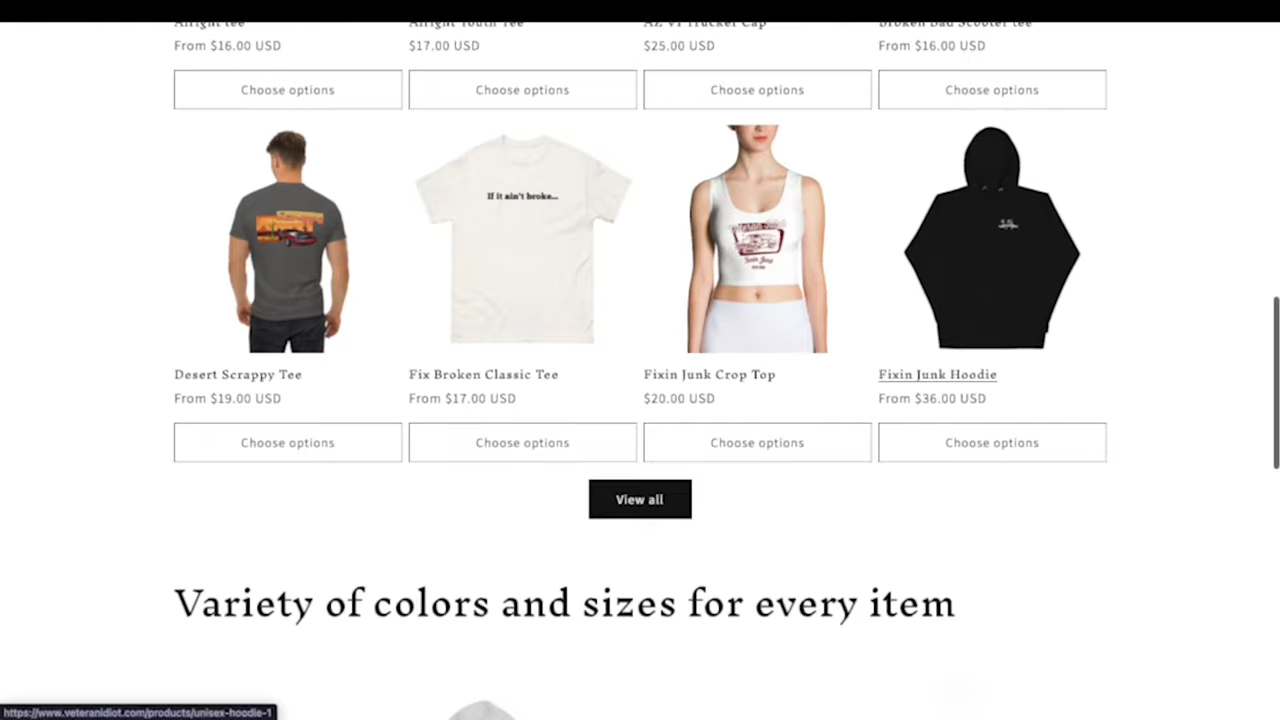 Alright tee
Alright Youth Tee
AZ VI Trucker Cap
Broken Bad Scooter tee
From $16.00 USD
$17.00 USD
$25.00 USD
From $16.00 USD
Choose options
Choose options
Choose options
Choose options
If it ain't broke...
Desert Scrappy Tee
Fix Broken Classic Tee
Fixin Junk Crop Top
Fixin Junk Hoodie
From $19.00 USD
From $17.00 USD
$20.00 USD
From $36.00 USD
Choose options
Choose options
Choose options
Choose options
View all
Variety of colors and sizes for every item
https://www.veteranidiot.com/products/unisex-hoodie-1